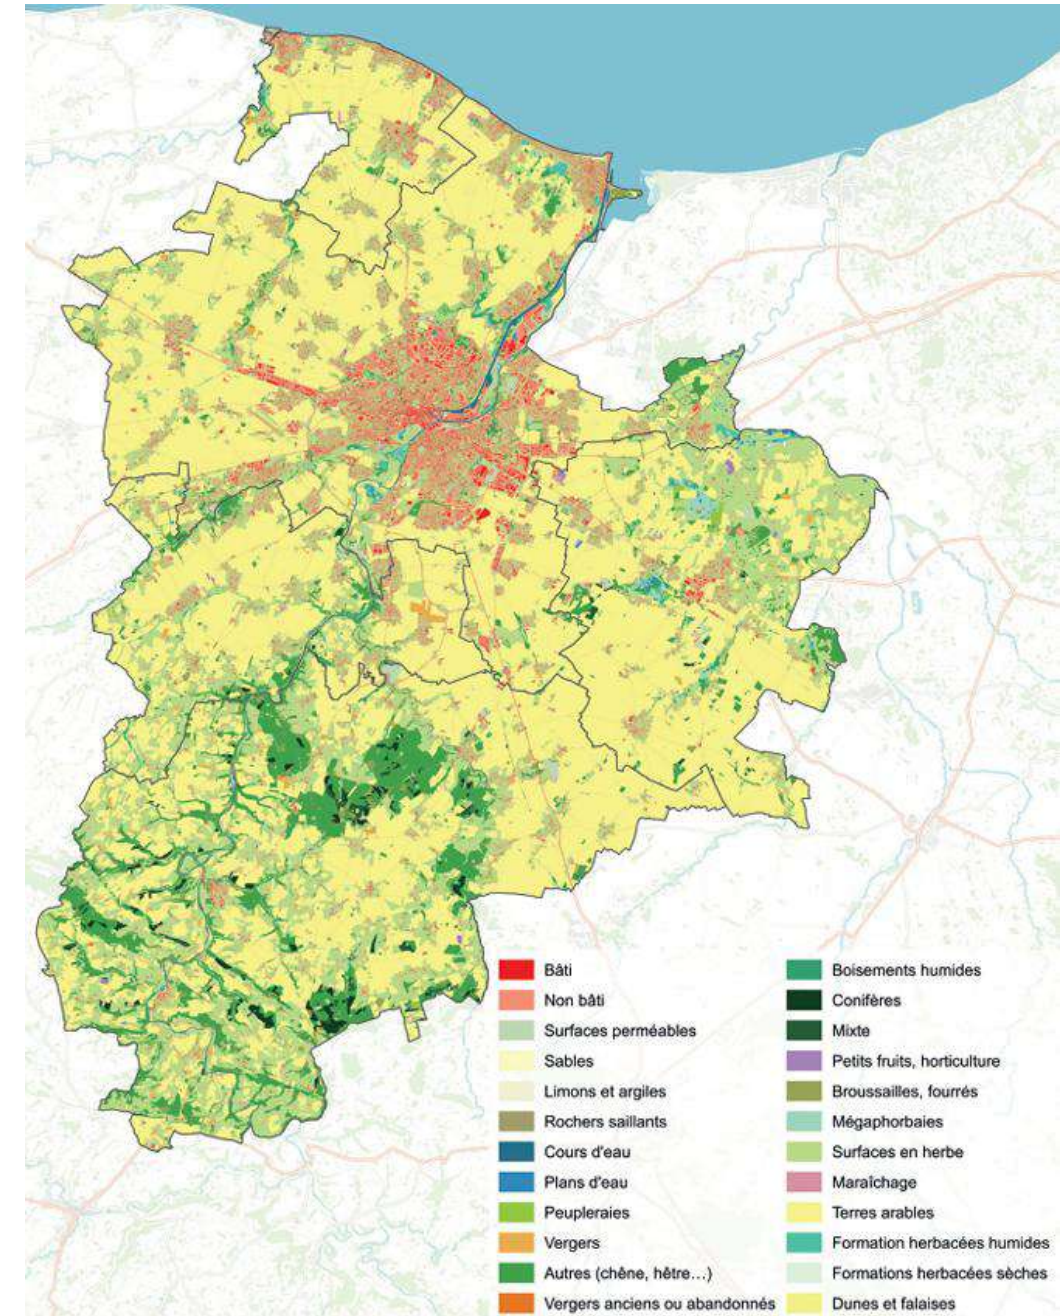 Bâti
Non bâti
Surfaces perméables
Sables
Limons et argiles
Rochers saillants
Cours d'eau
Plans d'eau
Peupleraies
Vergers
Autres (chêne, hêtre…)
Vergers anciens ou abandonnés
Boisements humides
Conifères
Mixte
Petits fruits, horticulture
Broussailles, fourrés
Mégaphorbaies
Surfaces en herbe
Maraîchage
Terres arables
Formation herbacées humides
Formations herbacées sèches
Dunes et falaises